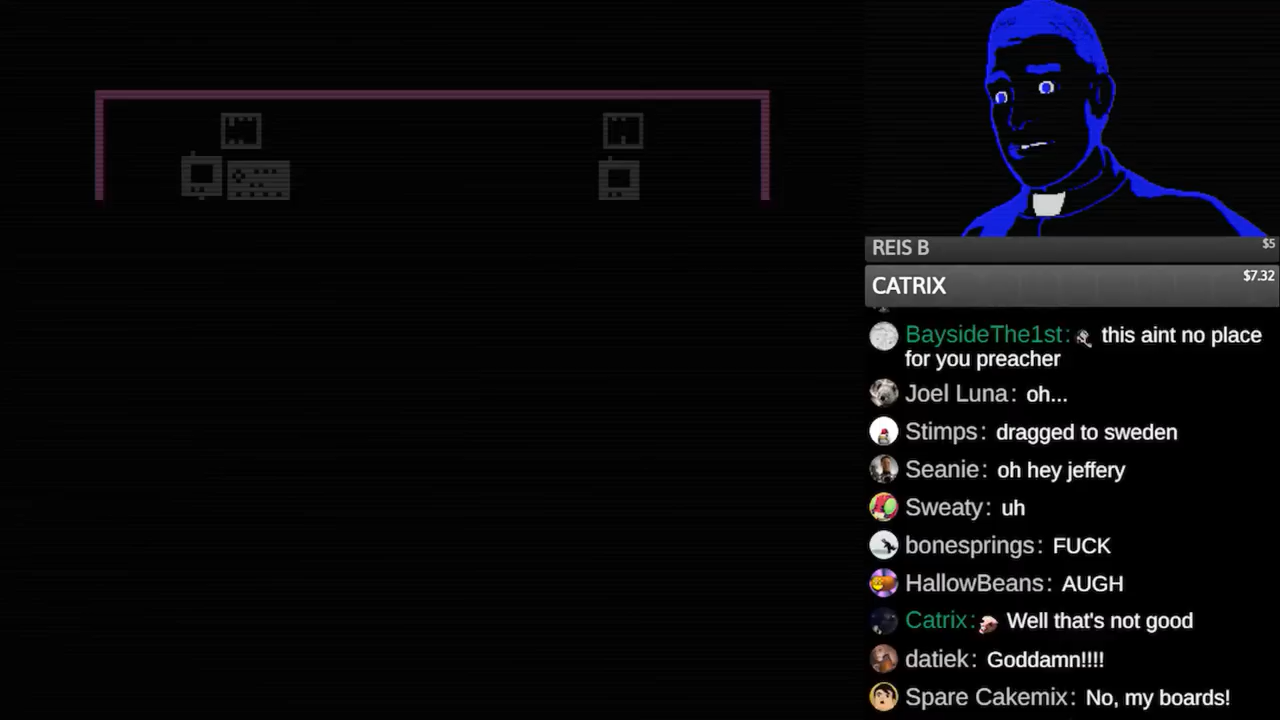 REIS B $5
CATRIX $7.32
BaysideThe1st: this aint no place
for you preacher
Joel Luna: oh...
Stimps: dragged to sweden
Seanie: oh hey jeffery
Sweaty: uh
bonesprings: FUCK
HallowBeans: AUGH
Catrix: Well that's not good
datiek: Goddamn!!!!
Spare Cakemix: No, my boards!